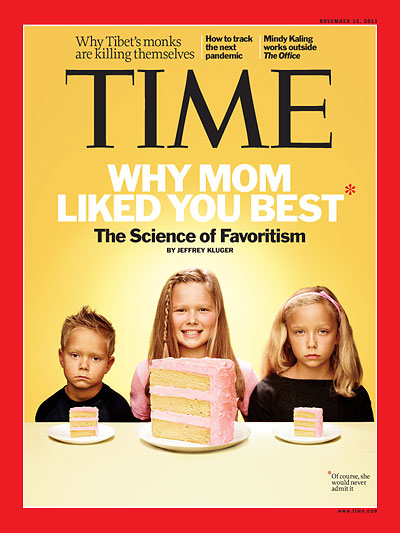 NOVEMBER 14, 2011
Why Tibet's monks
are killing themselves
How to track
the next
pandemic
Mindy Kaling
works outside
The Office
TIME
WHY MOM
LIKED YOU BEST*
The Science of Favoritism
BY JEFFREY KLUGER
*Of course, she
would never
admit it
www.time.com